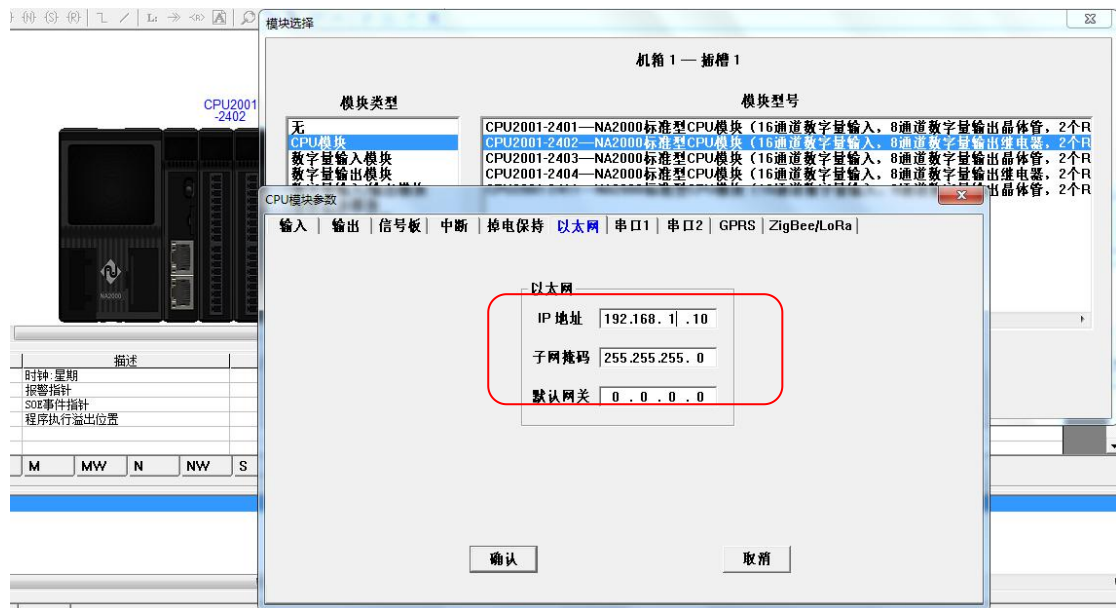 模块选择
机箱 1 — 插槽 1
CPU2001
-2402
模块类型
模块型号
无
CPU模块
数字量输入模块
数字量输出模块
CPU2001-2401—NA2000标准型CPU模块（16通道数字量输入，8通道数字量输出晶体管，2个R
CPU2001-2402—NA2000标准型CPU模块（16通道数字量输入，8通道数字量输出继电器，2个R
CPU2001-2403—NA2000标准型CPU模块（16通道数字量输入，8通道数字量输出晶体管，2个R
CPU2001-2404—NA2000标准型CPU模块（16通道数字量输入，8通道数字量输出继电器，2个R
出晶体管，2个R
CPU模块参数
输入 输出 信号板 中断 掉电保持 以太网 串口1 串口2 GPRS ZigBee/LoRa
NA2000
以太网
IP 地址 192.168. 1 .10
子网掩码 255.255.255. 0
默认网关 0 . 0 . 0 . 0
描述
时钟:星期
报警指针
SOE事件指针
程序执行溢出位置
M MW N NW S
确认 取消